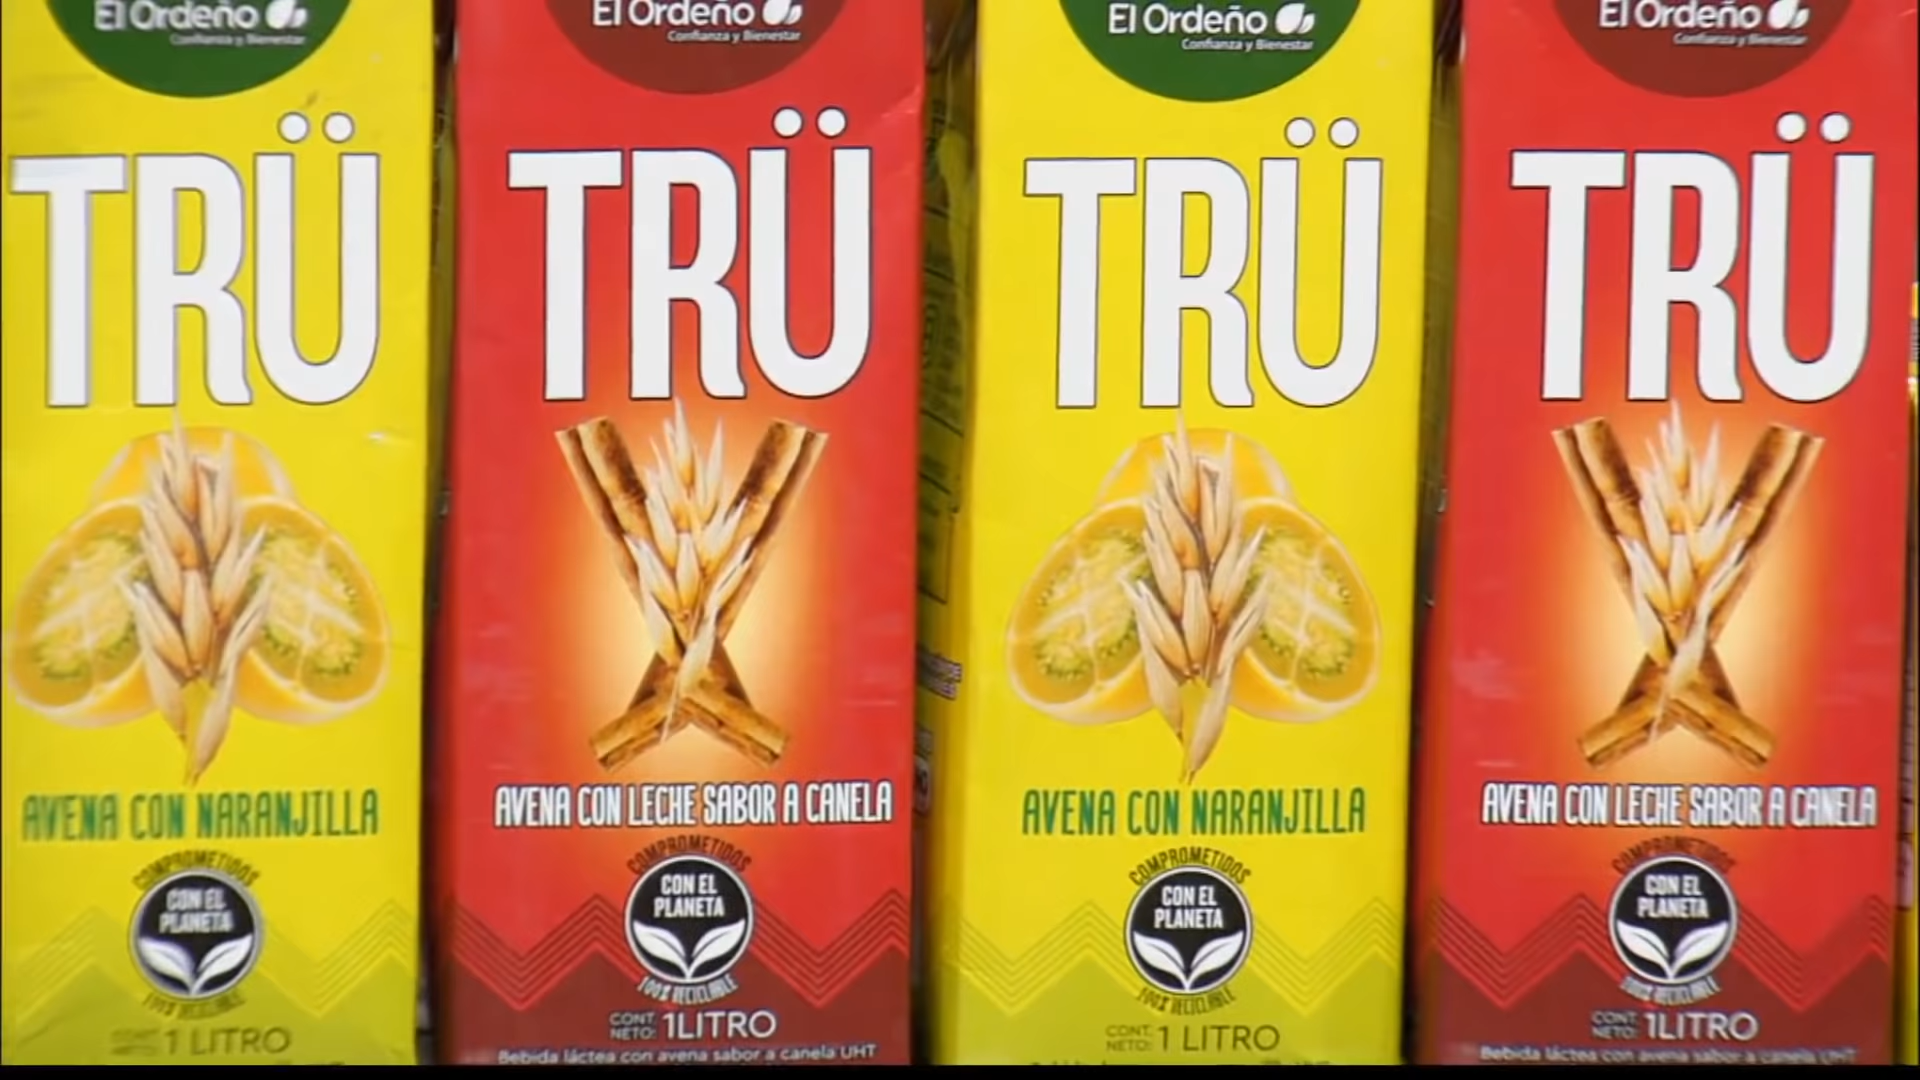 El Ordeño
Confianza y Bienestar
TRÜ
AVENA CON NARANJILLA
COMPROMETIDOS
CON EL
PLANETA
100% RECICLABLE
CONT.
NETO: 1 LITRO
El Ordeño
Confianza y Bienestar
TRÜ
AVENA CON LECHE SABOR A CANELA
COMPROMETIDOS
CON EL
PLANETA
100% RECICLABLE
CONT.
NETO: 1LITRO
Bebida láctea con avena sabor a canela UHT
El Ordeño
Confianza y Bienestar
TRÜ
AVENA CON NARANJILLA
COMPROMETIDOS
CON EL
PLANETA
100% RECICLABLE
CONT.
NETO: 1 LITRO
El Ordeño
Confianza y Bienestar
TRÜ
AVENA CON LECHE SABOR A CANELA
COMPROMETIDOS
CON EL
PLANETA
100% RECICLABLE
CONT.
NETO: 1LITRO
Bebida láctea con avena sabor a canela UHT